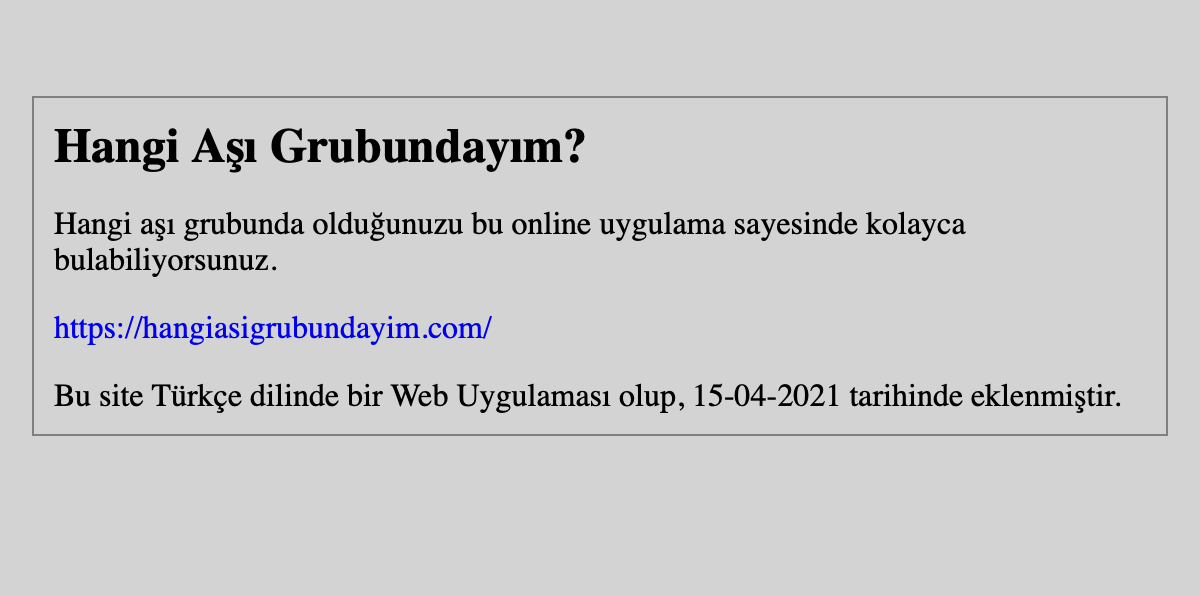 Hangi Aşı Grubundayım?
Hangi aşı grubunda olduğunuzu bu online uygulama sayesinde kolayca
bulabiliyorsunuz.
https://hangiasigrubundayim.com/
Bu site Türkçe dilinde bir Web Uygulaması olup, 15-04-2021 tarihinde eklenmiştir.